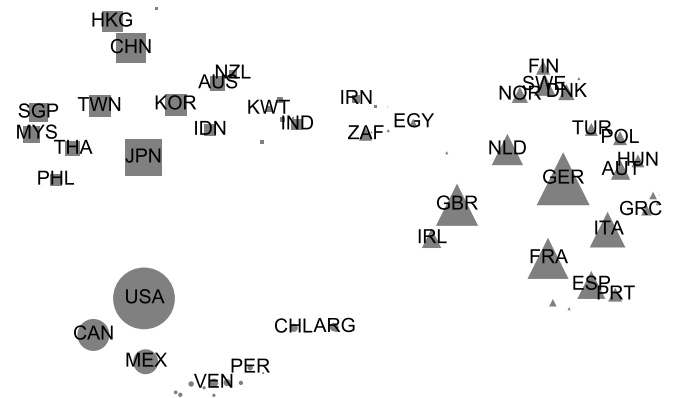 HKG
CHN
NZL
AUS
FIN
SWE
NOR
DNK
SGP
TWN
KOR
KWT
IRN
IND
IDN
ZAF
EGY
MYS
THA
JPN
PHL
NLD
TUR
POL
HUN
AUT
GER
GBR
GRC
IRL
ITA
FRA
ESP
PRT
USA
CAN
MEX
CHL
ARG
PER
VEN